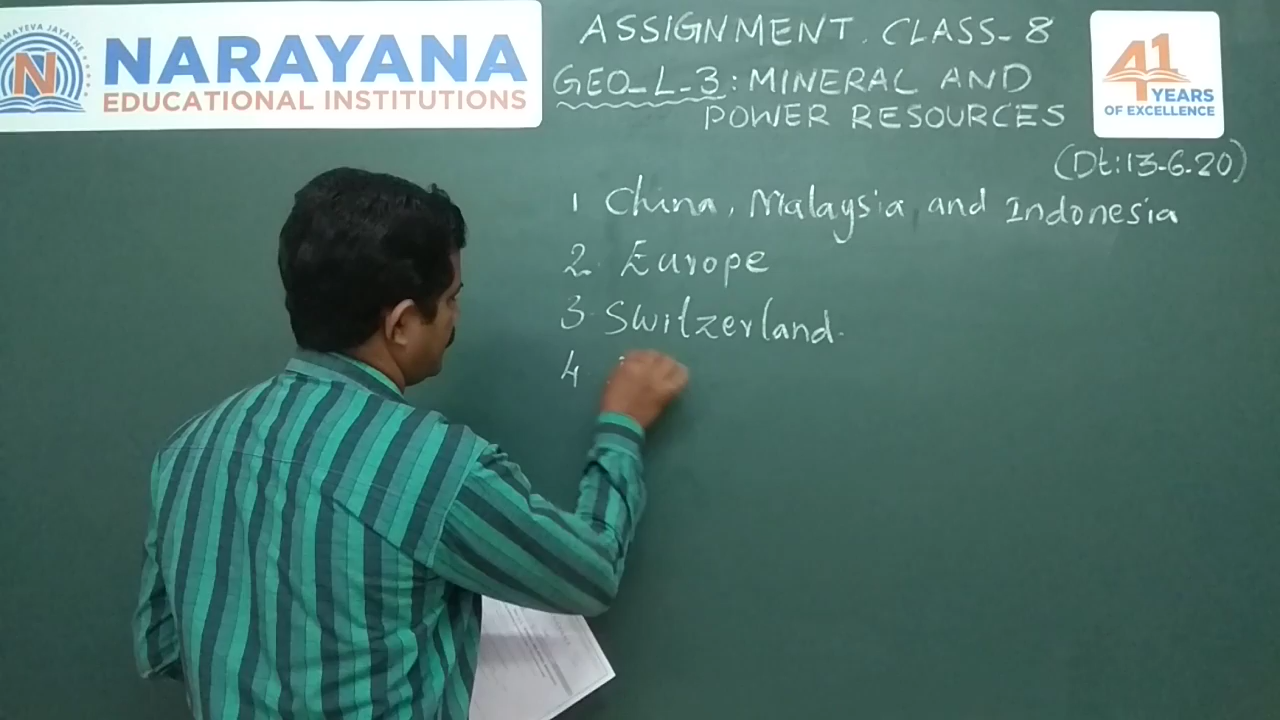 NARAYANA
EDUCATIONAL INSTITUTIONS
N
ASSIGNMENT. CLASS-8
GEO-L-3: MINERAL AND
POWER RESOURCES
41
YEARS
OF EXCELLENCE
(Dt:13-6.20)
1 China, Malaysia and Indonesia
2. Europe
3. Switzerland.
4